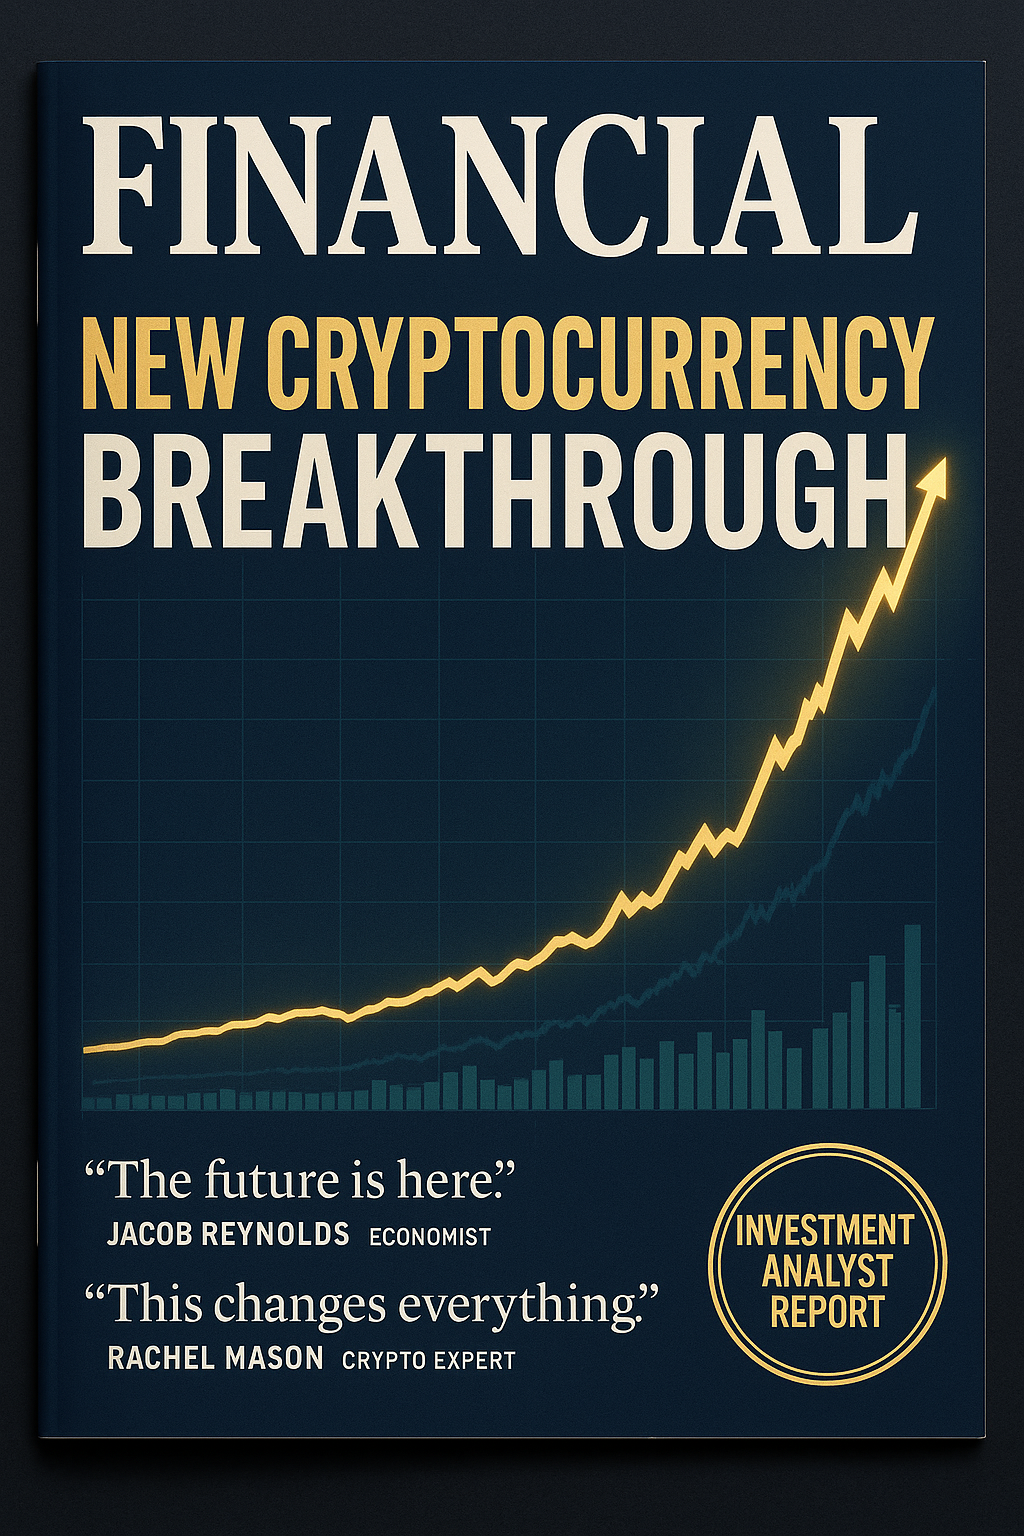 FINANCIAL
NEW CRYPTOCURRENCY
BREAKTHROUGH
“The future is here.”
JACOB REYNOLDS ECONOMIST
“This changes everything.”
RACHEL MASON CRYPTO EXPERT
INVESTMENT
ANALYST
REPORT